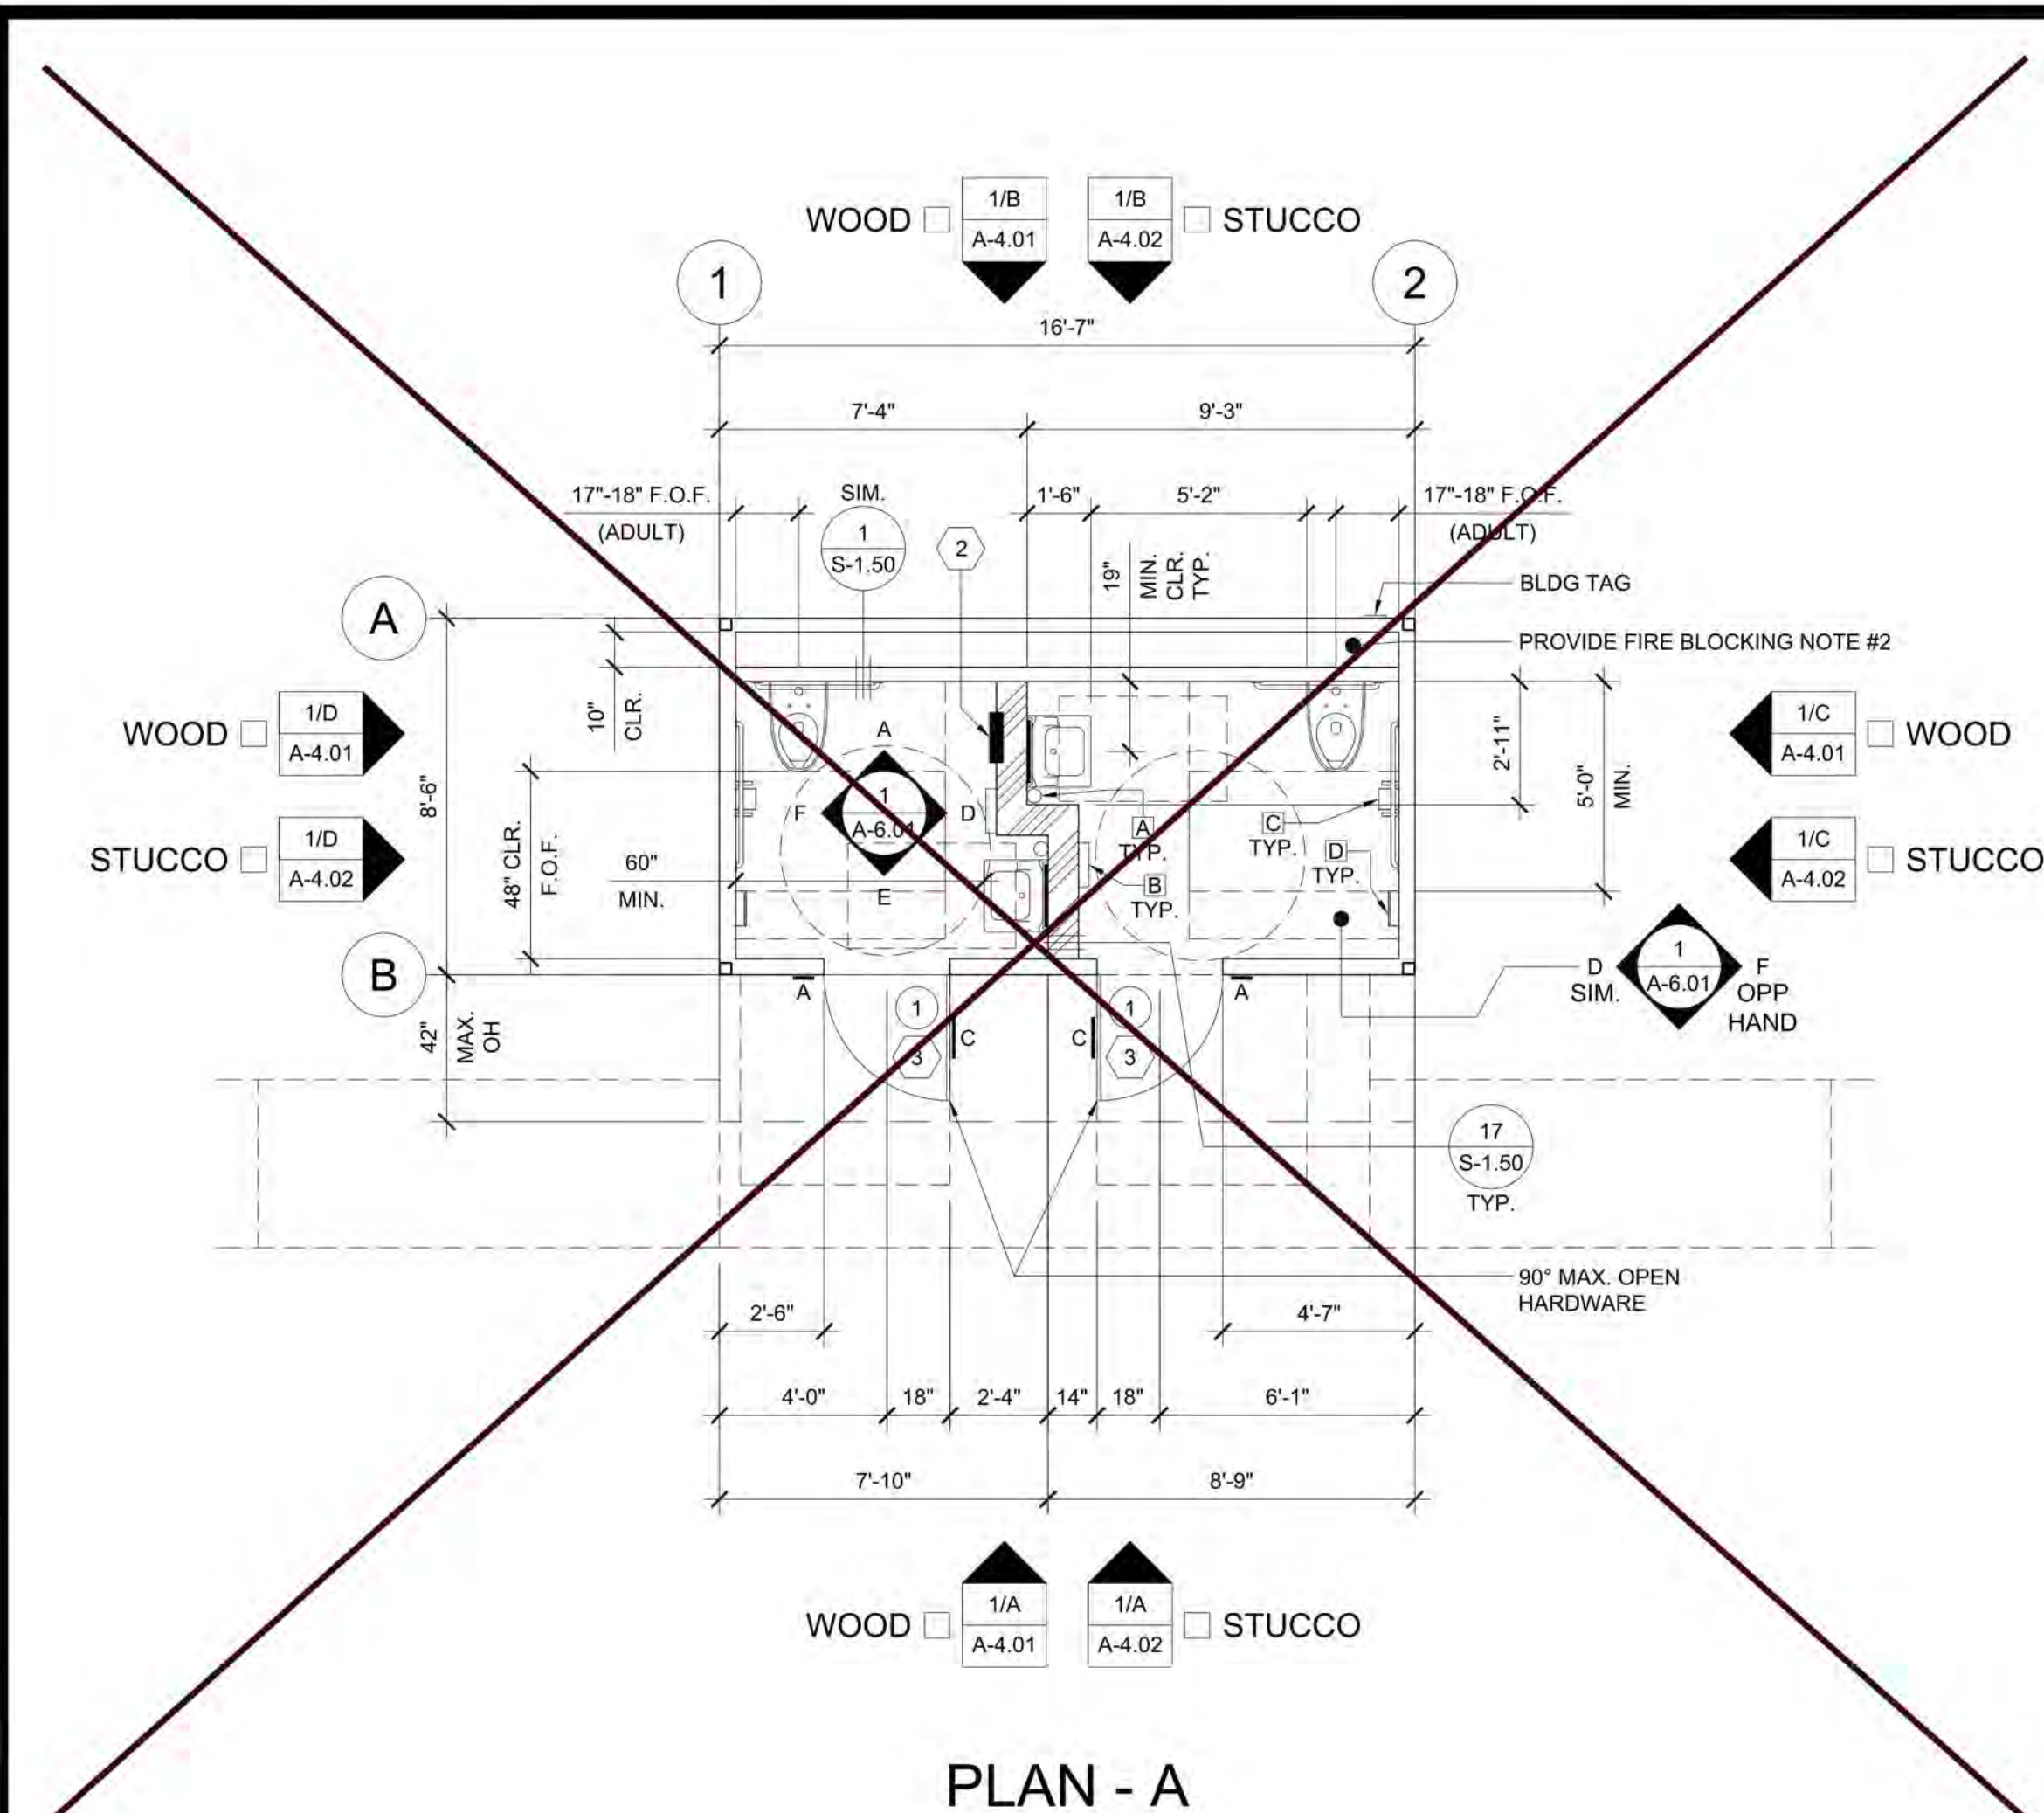 1/B
1/B
WOOD
STUCCO
A-4.01
A-4.02
1
2
16'-7"
7'-4"
9'-3"
17"-18" F.O.F.
(ADULT)
SIM.
1'-6"
5'-2"
17"-18" F.O.F.
(ADULT)
1
S-1.50
2
19"
MIN.
CLR.
TYP.
BLDG TAG
A
PROVIDE FIRE BLOCKING NOTE #2
10"
CLR.
WOOD
1/D
A-4.01
STUCCO
1/D
A-4.02
8'-6"
48" CLR.
F.O.F.
60"
MIN.
A
F
1
A-6.01
D
E
A
TYP.
B
TYP.
C
TYP.
D
TYP.
2'-11"
5'-0"
MIN.
1/C
A-4.01
WOOD
1/C
A-4.02
STUCCO
B
A
A
D
SIM.
1
A-6.01
F
OPP
HAND
42"
MAX.
OH
1
3
C
C
1
3
17
S-1.50
TYP.
90° MAX. OPEN
HARDWARE
2'-6"
4'-7"
4'-0"
18"
2'-4"
14"
18"
6'-1"
7'-10"
8'-9"
WOOD
1/A
A-4.01
1/A
A-4.02
STUCCO
PLAN - A